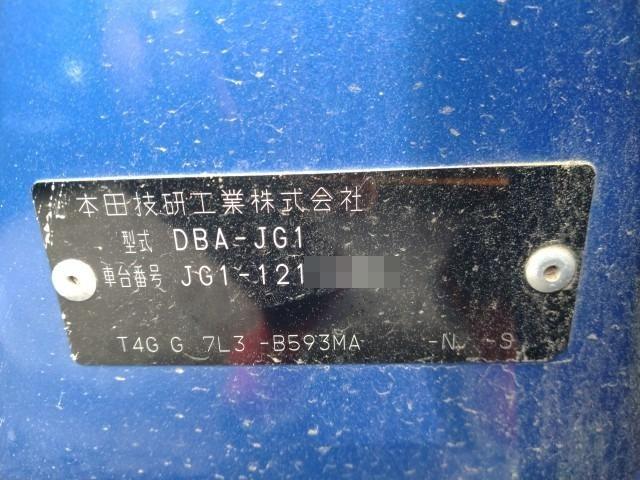 本田技研工業株式会社
型式 DBA-JG1
車台番号 JG1-121
T4G G 7L3 -B593MA -N -S